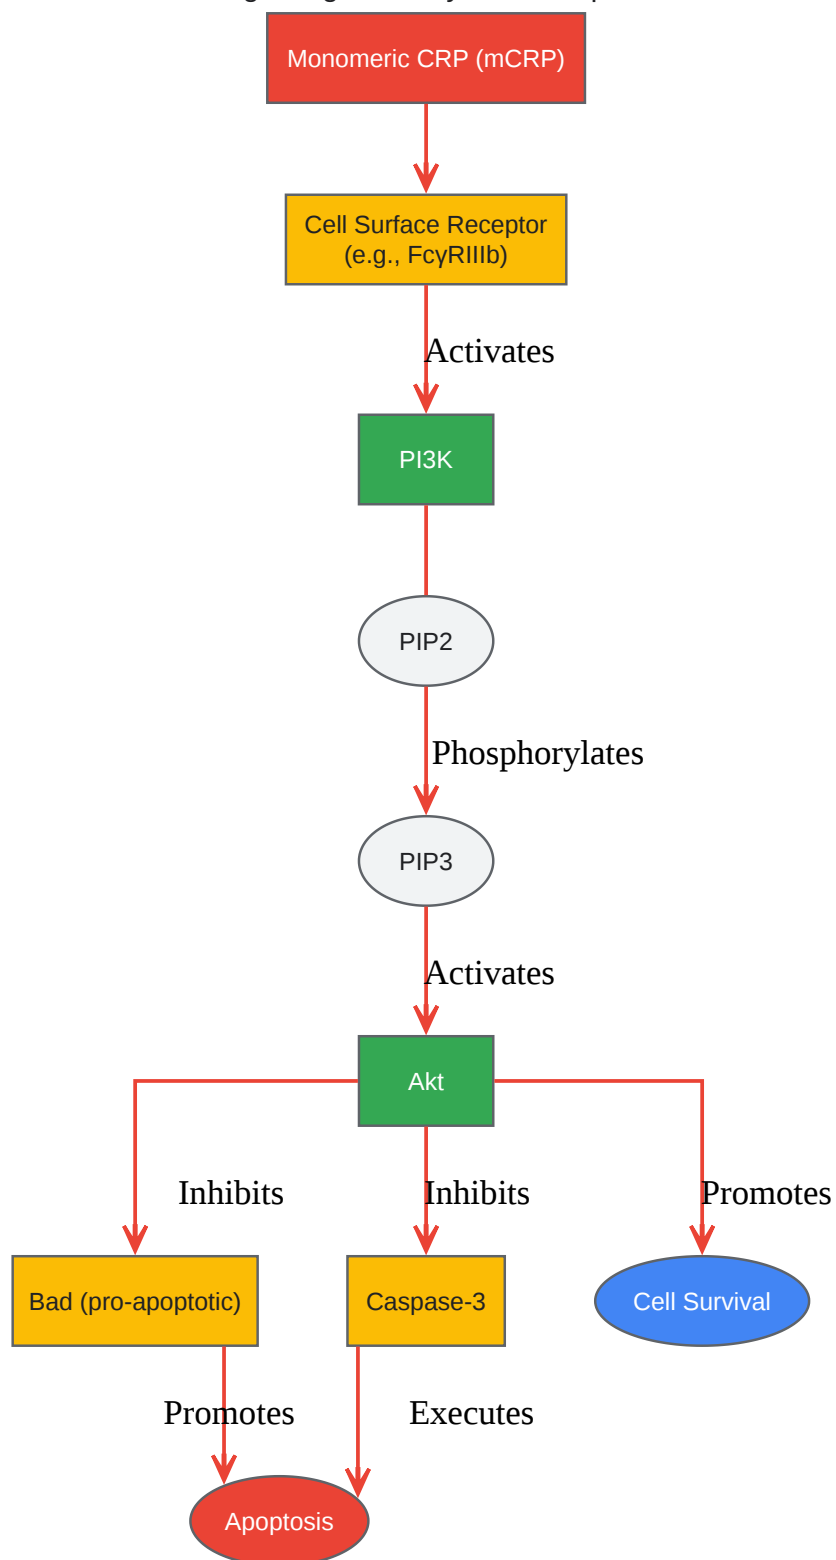 Monomeric CRP (mCRP)
Cell Surface Receptor
(e.g., FcγRIIIb)
Activates
PI3K
PIP2
Phosphorylates
PIP3
Activates
Akt
Inhibits
Inhibits
Promotes
Bad (pro-apoptotic)
Caspase-3
Cell Survival
Promotes
Executes
Apoptosis